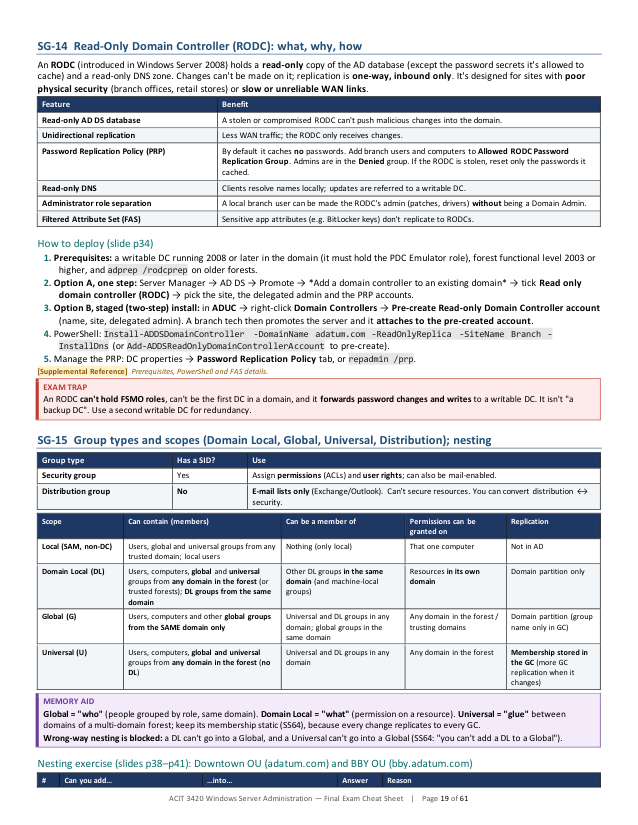 SG-14 Read-Only Domain Controller (RODC): what, why, how
An RODC (introduced in Windows Server 2008) holds a read-only copy of the AD database (except the password secrets it's allowed to
cache) and a read-only DNS zone. Changes can't be made on it; replication is one-way, inbound only. It's designed for sites with poor
physical security (branch offices, retail stores) or slow or unreliable WAN links.
Feature Benefit
Read-only AD DS database A stolen or compromised RODC can't push malicious changes into the domain.
Unidirectional replication Less WAN traffic; the RODC only receives changes.
Password Replication Policy (PRP) By default it caches no passwords. Add branch users and computers to Allowed RODC Password
Replication Group. Admins are in the Denied group. If the RODC is stolen, reset only the passwords it
cached.
Read-only DNS Clients resolve names locally; updates are referred to a writable DC.
Administrator role separation A local branch user can be made the RODC's admin (patches, drivers) without being a Domain Admin.
Filtered Attribute Set (FAS) Sensitive app attributes (e.g. BitLocker keys) don't replicate to RODCs.
How to deploy (slide p34)
1. Prerequisites: a writable DC running 2008 or later in the domain (it must hold the PDC Emulator role), forest functional level 2003 or
higher, and adprep /rodcprep on older forests.
2. Option A, one step: Server Manager → AD DS → Promote → *Add a domain controller to an existing domain* → tick Read only
domain controller (RODC) → pick the site, the delegated admin and the PRP accounts.
3. Option B, staged (two-step) install: in ADUC → right-click Domain Controllers → Pre-create Read-only Domain Controller account
(name, site, delegated admin). A branch tech then promotes the server and it attaches to the pre-created account.
4. PowerShell: Install-ADDSDomainController -DomainName adatum.com -ReadOnlyReplica -SiteName Branch -
InstallDns (or Add-ADDSReadOnlyDomainControllerAccount to pre-create).
5. Manage the PRP: DC properties → Password Replication Policy tab, or repadmin /prp.
[Supplemental Reference] Prerequisites, PowerShell and FAS details.
EXAM TRAP
An RODC can't hold FSMO roles, can't be the first DC in a domain, and it forwards password changes and writes to a writable DC. It isn't "a
backup DC". Use a second writable DC for redundancy.
SG-15 Group types and scopes (Domain Local, Global, Universal, Distribution); nesting
Group type Has a SID? Use
Security group Yes Assign permissions (ACLs) and user rights; can also be mail-enabled.
Distribution group No E-mail lists only (Exchange/Outlook). Can't secure resources. You can convert distribution ↔
security.
Scope Can contain (members) Can be a member of Permissions can be
granted on Replication
Local (SAM, non-DC) Users, global and universal groups from any
trusted domain; local users Nothing (only local) That one computer Not in AD
Domain Local (DL) Users, computers, global and universal
groups from any domain in the forest (or
trusted forests); DL groups from the same
domain Other DL groups in the same
domain (and machine-local
groups) Resources in its own
domain Domain partition only
Global (G) Users, computers and other global groups
from the SAME domain only Universal and DL groups in any
domain; global groups in the
same domain Any domain in the forest /
trusting domains Domain partition (group
name only in GC)
Universal (U) Users, computers, global and universal
groups from any domain in the forest (no
DL) Universal and DL groups in any
domain Any domain in the forest Membership stored in
the GC (more GC
replication when it
changes)
MEMORY AID
Global = "who" (people grouped by role, same domain). Domain Local = "what" (permission on a resource). Universal = "glue" between
domains of a multi-domain forest; keep its membership static (SS64), because every change replicates to every GC.
Wrong-way nesting is blocked: a DL can't go into a Global, and a Universal can't go into a Global (SS64: "you can't add a DL to a Global").
Nesting exercise (slides p38–p41): Downtown OU (adatum.com) and BBY OU (bby.adatum.com)
# Can you add... ...into... Answer Reason
ACIT 3420 Windows Server Administration — Final Exam Cheat Sheet | Page 19 of 61